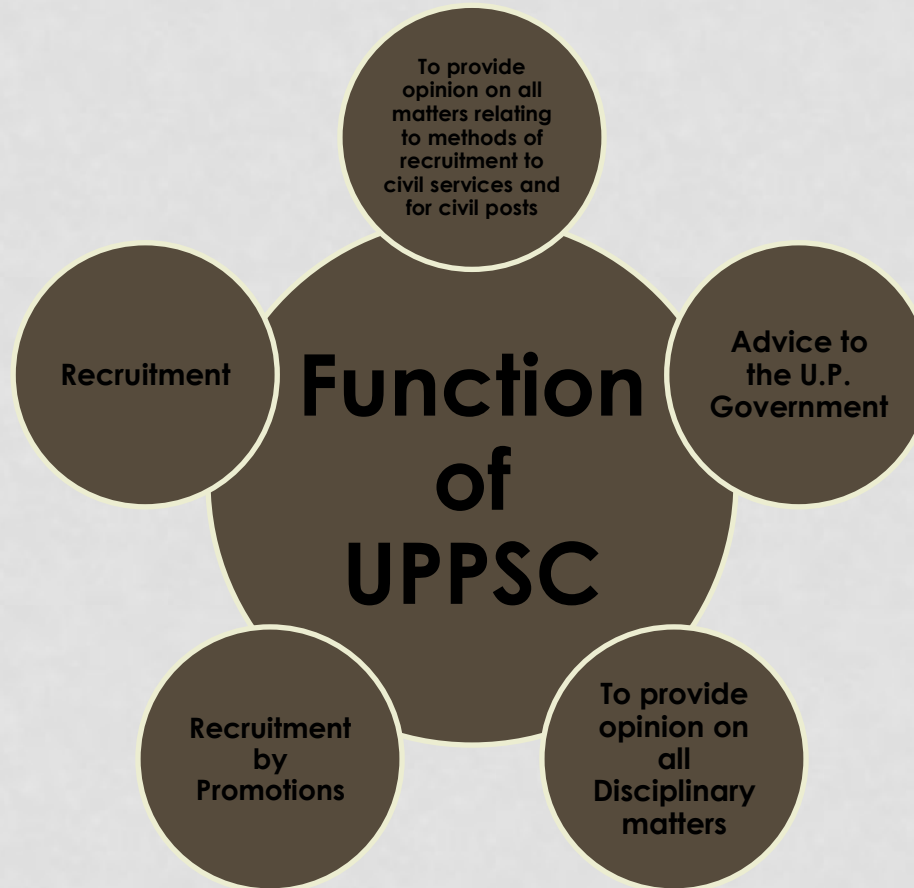 To provide
opinion on all
matters relating
to methods of
recruitment to
civil services and
for civil posts
Recruitment
Function
of
UPPSC
Advice to
the U.P.
Government
Recruitment
by
Promotions
To provide
opinion on
all
Disciplinary
matters